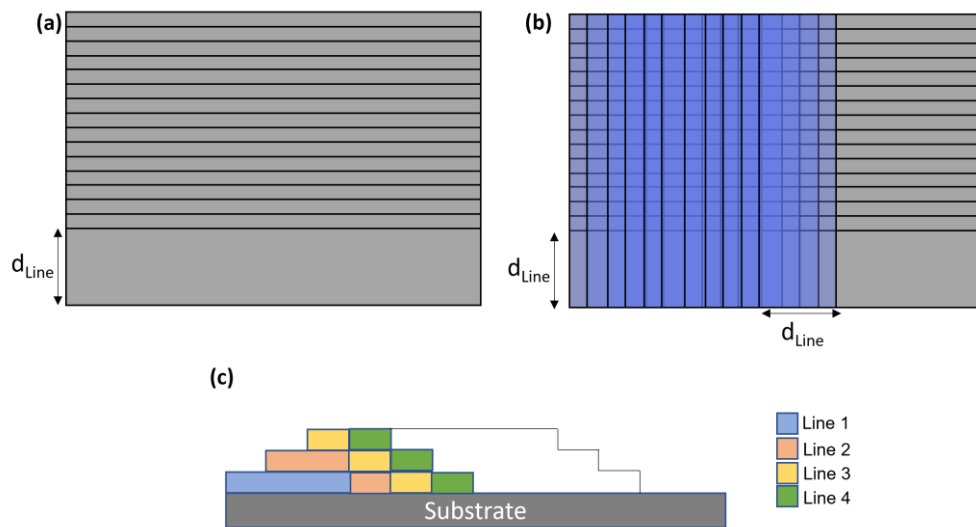 (a)
d_Line
(b)
d_Line
d_Line
(c)
Line 1
Line 2
Line 3
Line 4
Substrate